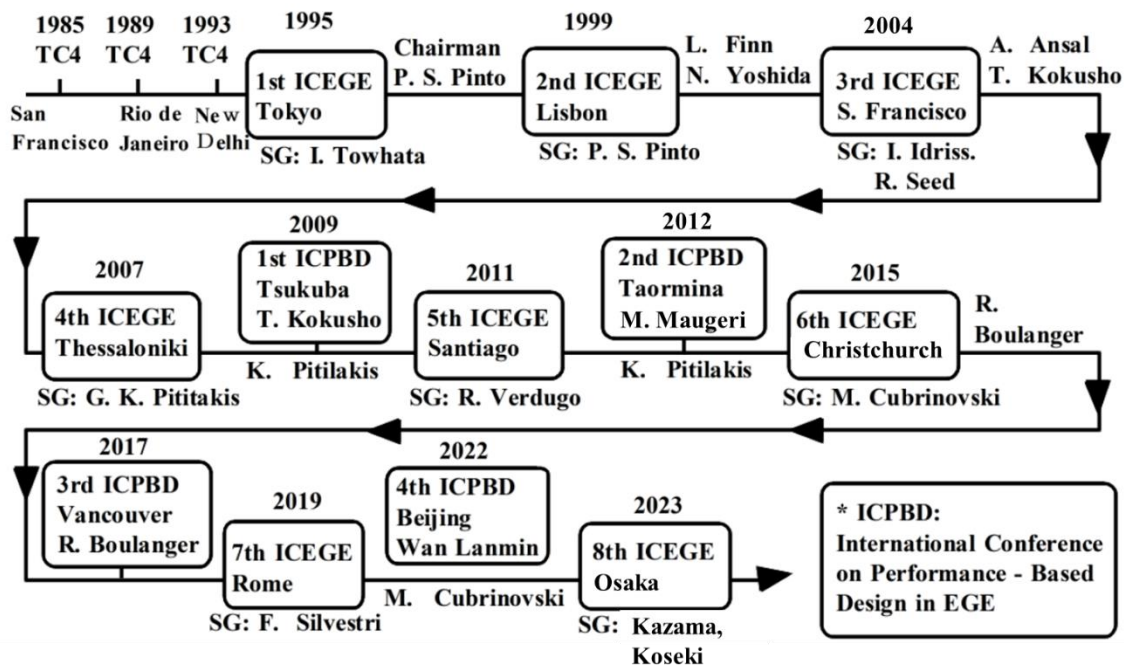 1985
TC4
1989
TC4
1993
TC4
San
Francisco
Rio de
Janeiro
New
Delhi
1995
1st ICEGE
Tokyo
SG: I. Towhata
Chairman
P. S. Pinto
1999
2nd ICEGE
Lisbon
SG: P. S. Pinto
L. Finn
N. Yoshida
2004
3rd ICEGE
S. Francisco
SG: I. Idriss.
R. Seed
A. Ansal
T. Kokusho
2007
4th ICEGE
Thessaloniki
SG: G. K. Pititakis
2009
1st ICPBD
Tsukuba
T. Kokusho
K. Pitilakis
2011
5th ICEGE
Santiago
SG: R. Verdugo
2012
2nd ICPBD
Taormina
M. Maugeri
K. Pitilakis
2015
6th ICEGE
Christchurch
SG: M. Cubrinovski
R.
Boulanger
2017
3rd ICPBD
Vancouver
R. Boulanger
2019
7th ICEGE
Rome
SG: F. Silvestri
2022
4th ICPBD
Beijing
Wan Lanmin
M. Cubrinovski
2023
8th ICEGE
Osaka
SG: Kazama,
Koseki
* ICPBD:
International Conference
on Performance - Based
Design in EGE